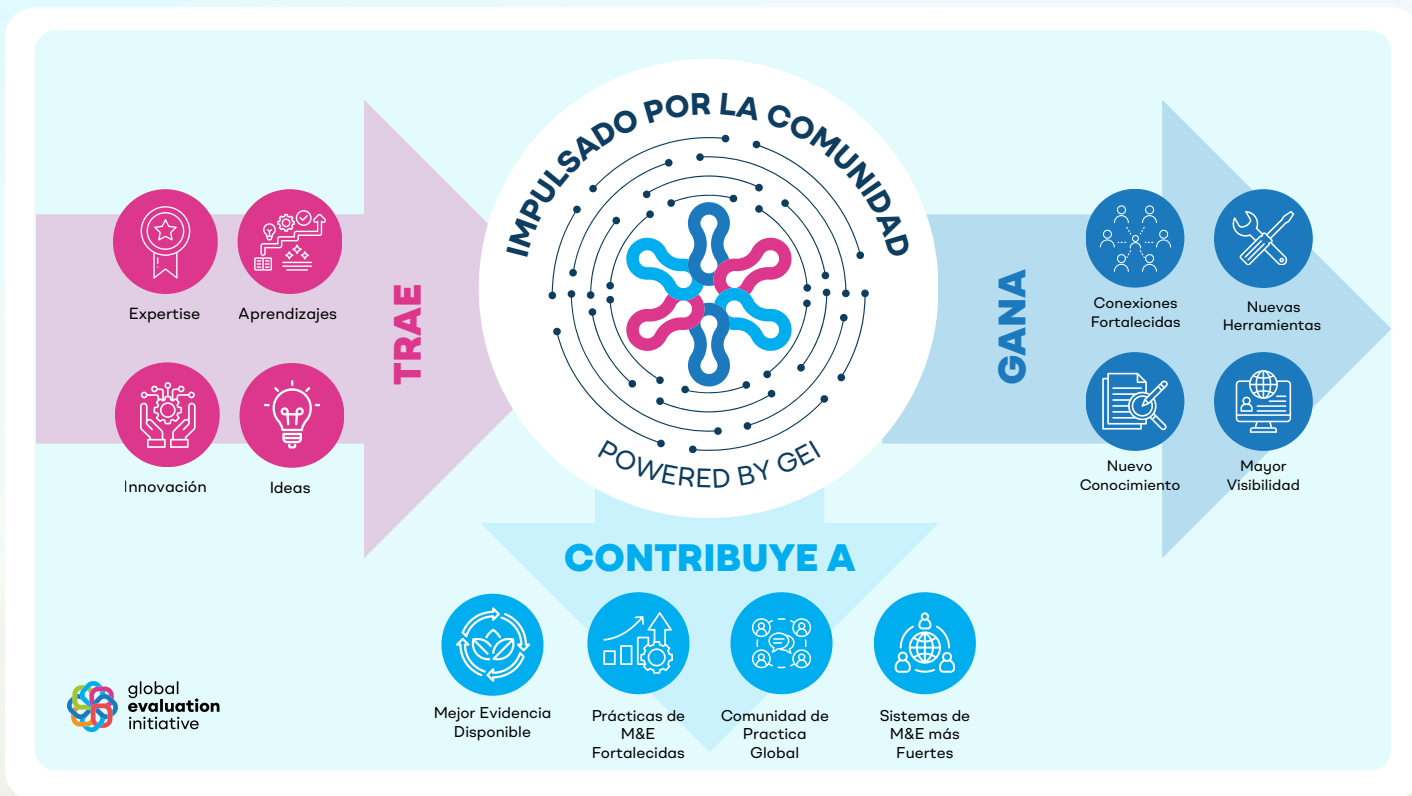 IMPULSADO POR LA COMUNIDAD
POWERED BY GEI
TRAE
Expertise
Aprendizajes
Innovación
Ideas
GANA
Conexiones
Fortalecidas
Nuevas
Herramientas
Nuevo
Conocimiento
Mayor
Visibilidad
CONTRIBUYE A
Mejor Evidencia
Disponible
Prácticas de
M&E
Fortalecidas
Comunidad de
Practica
Global
Sistemas de
M&E más
Fuertes
global
evaluation
initiative